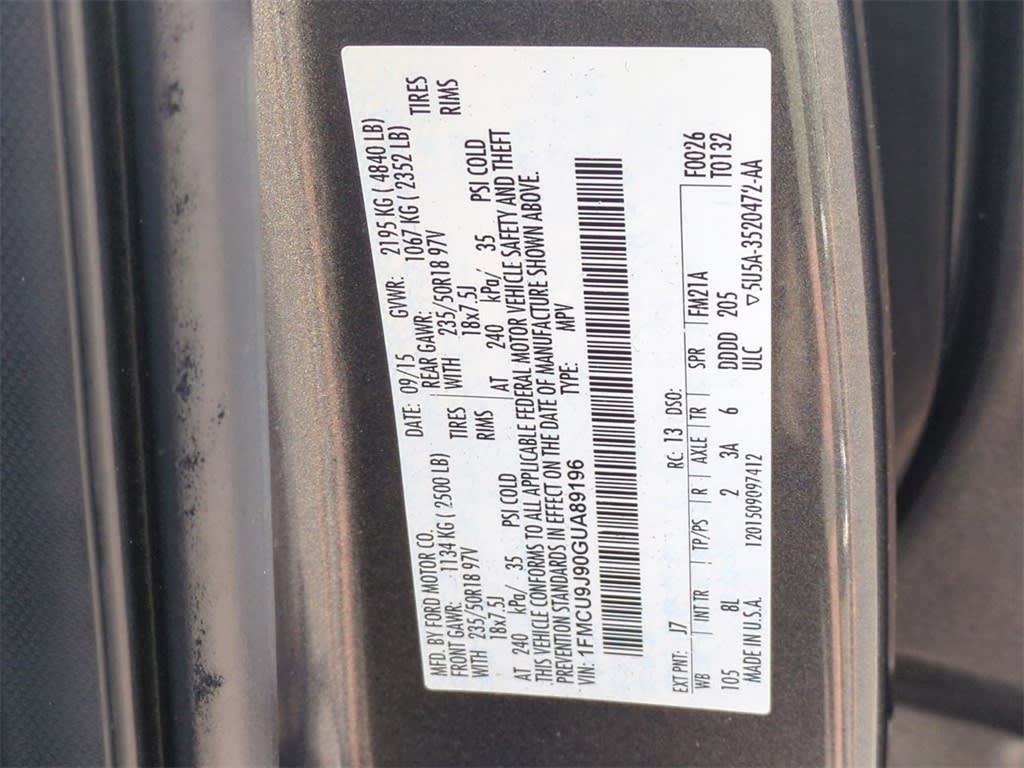 MFD. BY FORD MOTOR CO. DATE: 09/15 GVWR: 2195 KG ( 4840 LB)
FRONT GAWR: 1134 KG ( 2500 LB) REAR GAWR: 1067 KG ( 2352 LB)
WITH 235/50R18 97V TIRES WITH 235/50R18 97V TIRES
18x7.5J RIMS 18x7.5J RIMS
AT 240 kPa/ 35 PSI COLD AT 240 kPa/ 35 PSI COLD
THIS VEHICLE CONFORMS TO ALL APPLICABLE FEDERAL MOTOR VEHICLE SAFETY AND THEFT
PREVENTION STANDARDS IN EFFECT ON THE DATE OF MANUFACTURE SHOWN ABOVE.
VIN: 1FMCU9J90GUA89196 TYPE: MPV
EXT PNT: J7 RC: 13 DSO: F0026
WB INT TR TP/PS R AXLE TR SPR FM21A T0132
105 8L 2 3A 6 DDDD 205
MADE IN U.S.A. 1201509097412 ULC ▽5U5A-3520472-AA